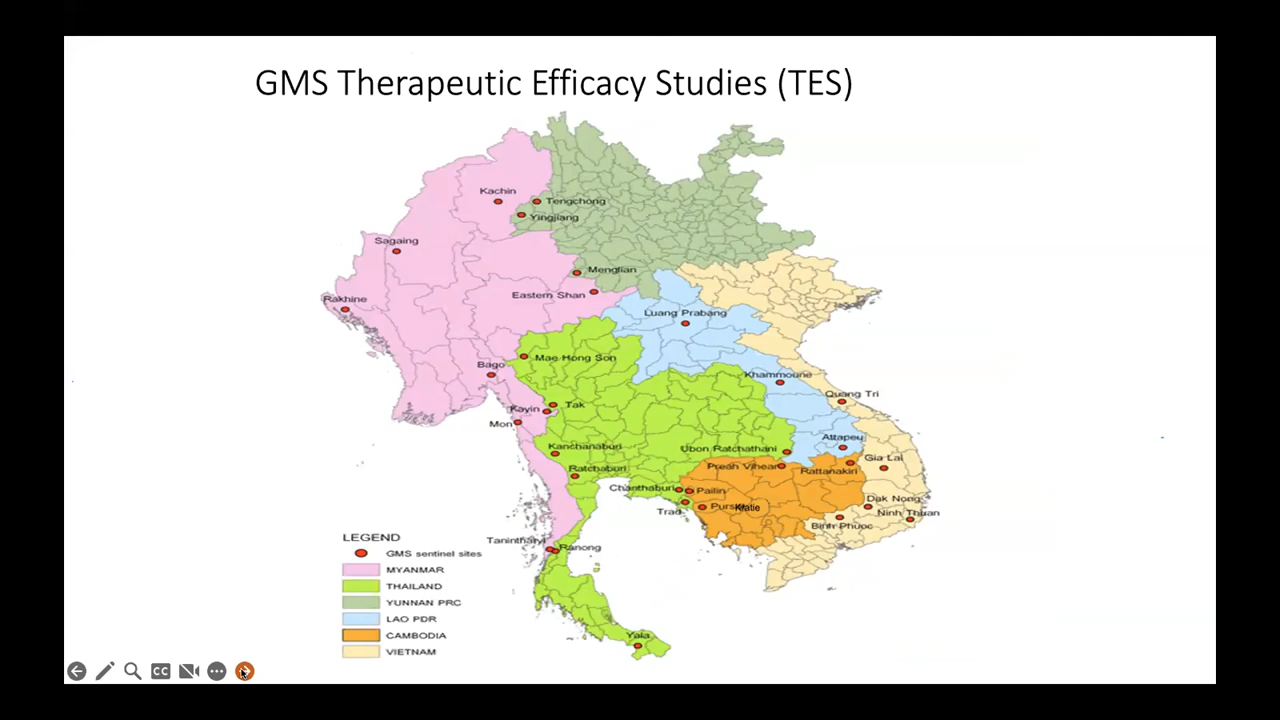 GMS Therapeutic Efficacy Studies (TES)
Kachin
Tengchong
Yingjiang
Sagaing
Menglian
Eastern Shan
Rakhine
Luang Prabang
Mae Hong Son
Bago
Khammoune
Quang Tri
Tak
Kayin
Mon
Attapeu
Kanchanaburi
Ubon Ratchathani
Gia Lai
Ratchaburi
Preah Vihear
Rattanakiri
Chanthaburi
Pailin
Dak Nong
Trad
Kratie
Ninh Thuan
Binh Phuoc
Tanintharyi
Ranong
Yala
LEGEND
GMS sentinel sites
MYANMAR
THAILAND
YUNNAN PRC
LAO PDR
CAMBODIA
VIETNAM
CC